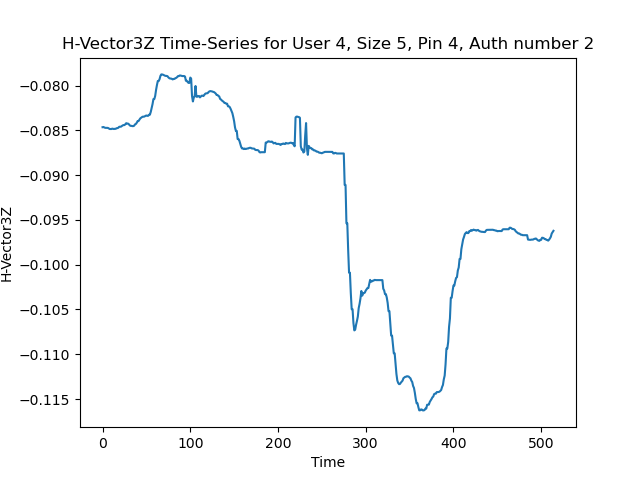 H-Vector3Z Time-Series for User 4, Size 5, Pin 4, Auth number 2
H-Vector3Z
−0.080
−0.085
−0.090
−0.095
−0.100
−0.105
−0.110
−0.115
0 100 200 300 400 500
Time